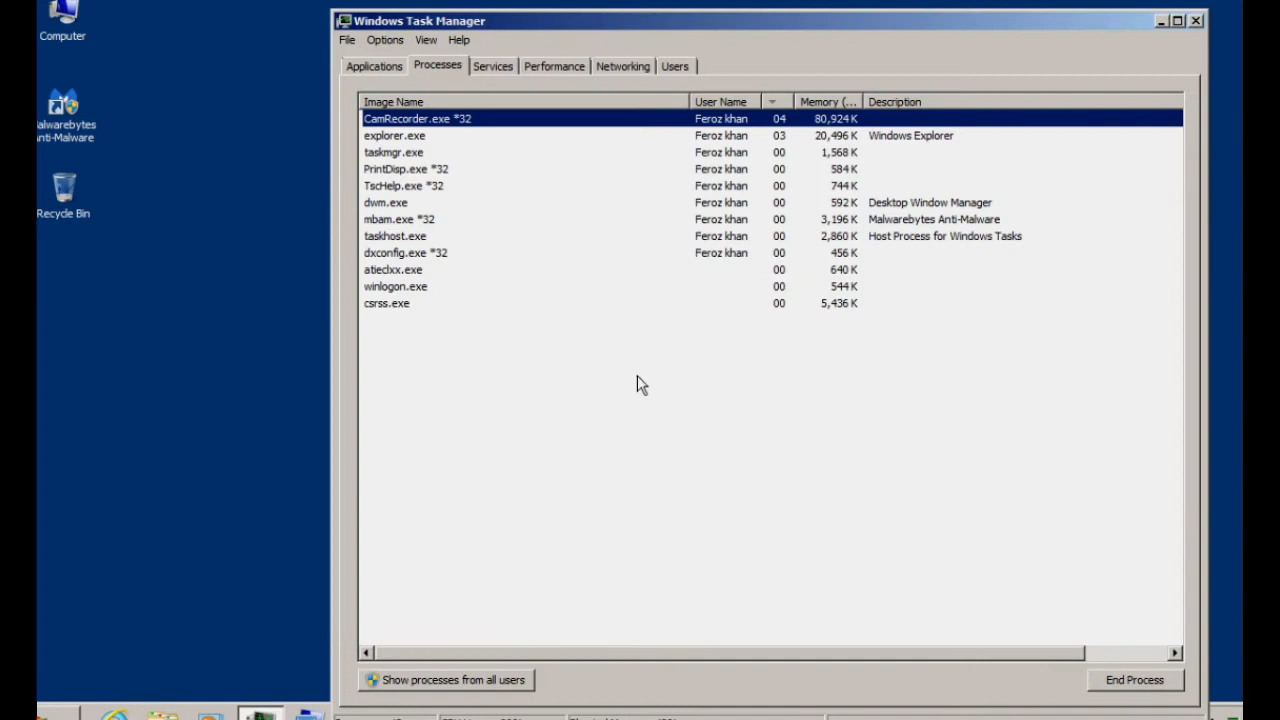 Computer
alwarebytes
nti-Malware
Recycle Bin
Windows Task Manager
File Options View Help
Applications Processes Services Performance Networking Users
Image Name User Name Memory (... Description
CamRecorder.exe *32 Feroz khan 04 80,924 K
explorer.exe Feroz khan 03 20,496 K Windows Explorer
taskmgr.exe Feroz khan 00 1,568 K
PrintDisp.exe *32 Feroz khan 00 584 K
TscHelp.exe *32 Feroz khan 00 744 K
dwm.exe Feroz khan 00 592 K Desktop Window Manager
mbam.exe *32 Feroz khan 00 3,196 K Malwarebytes Anti-Malware
taskhost.exe Feroz khan 00 2,860 K Host Process for Windows Tasks
dxconfig.exe *32 Feroz khan 00 456 K
atieclxx.exe 00 640 K
winlogon.exe 00 544 K
csrss.exe 00 5,436 K
Show processes from all users End Process